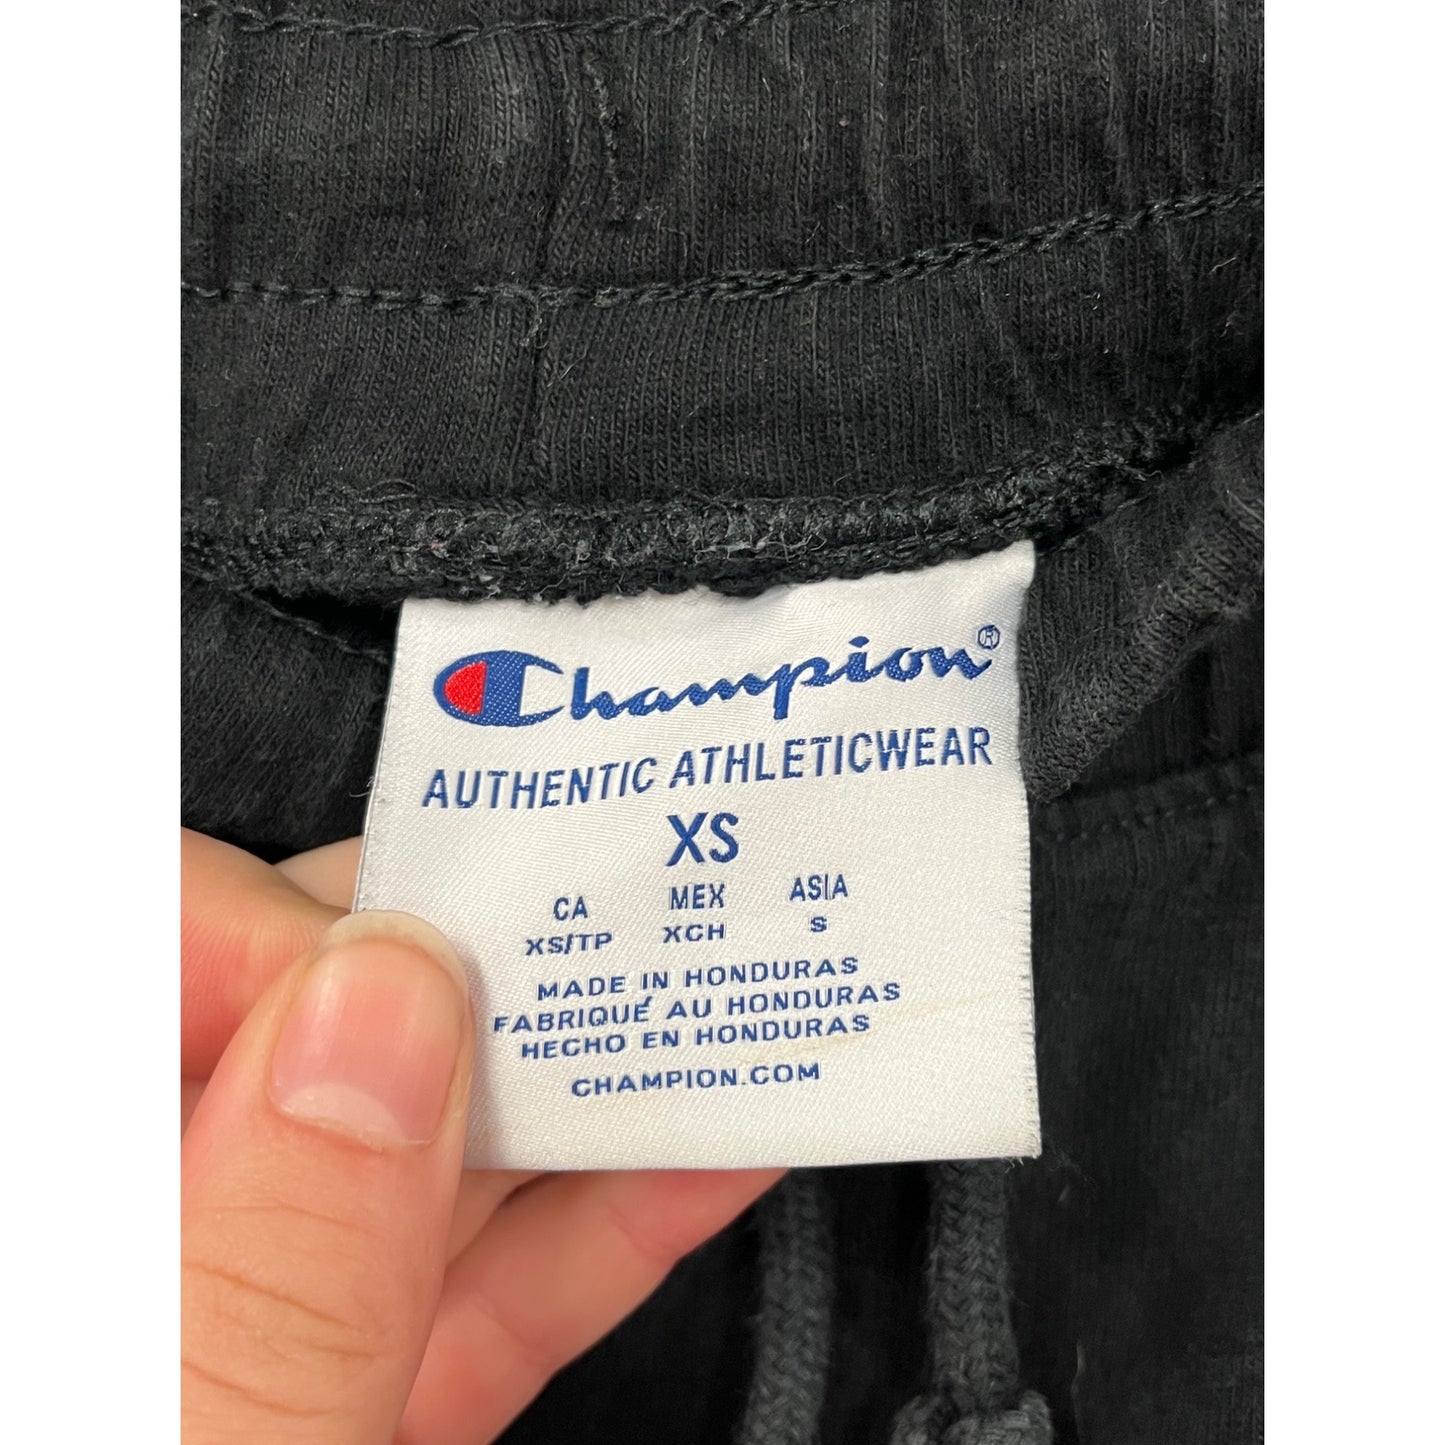 Champion®
AUTHENTIC ATHLETICWEAR
XS
CA MEX ASIA
XS/TP XCH S
MADE IN HONDURAS
FABRIQUÉ AU HONDURAS
HECHO EN HONDURAS
CHAMPION.COM